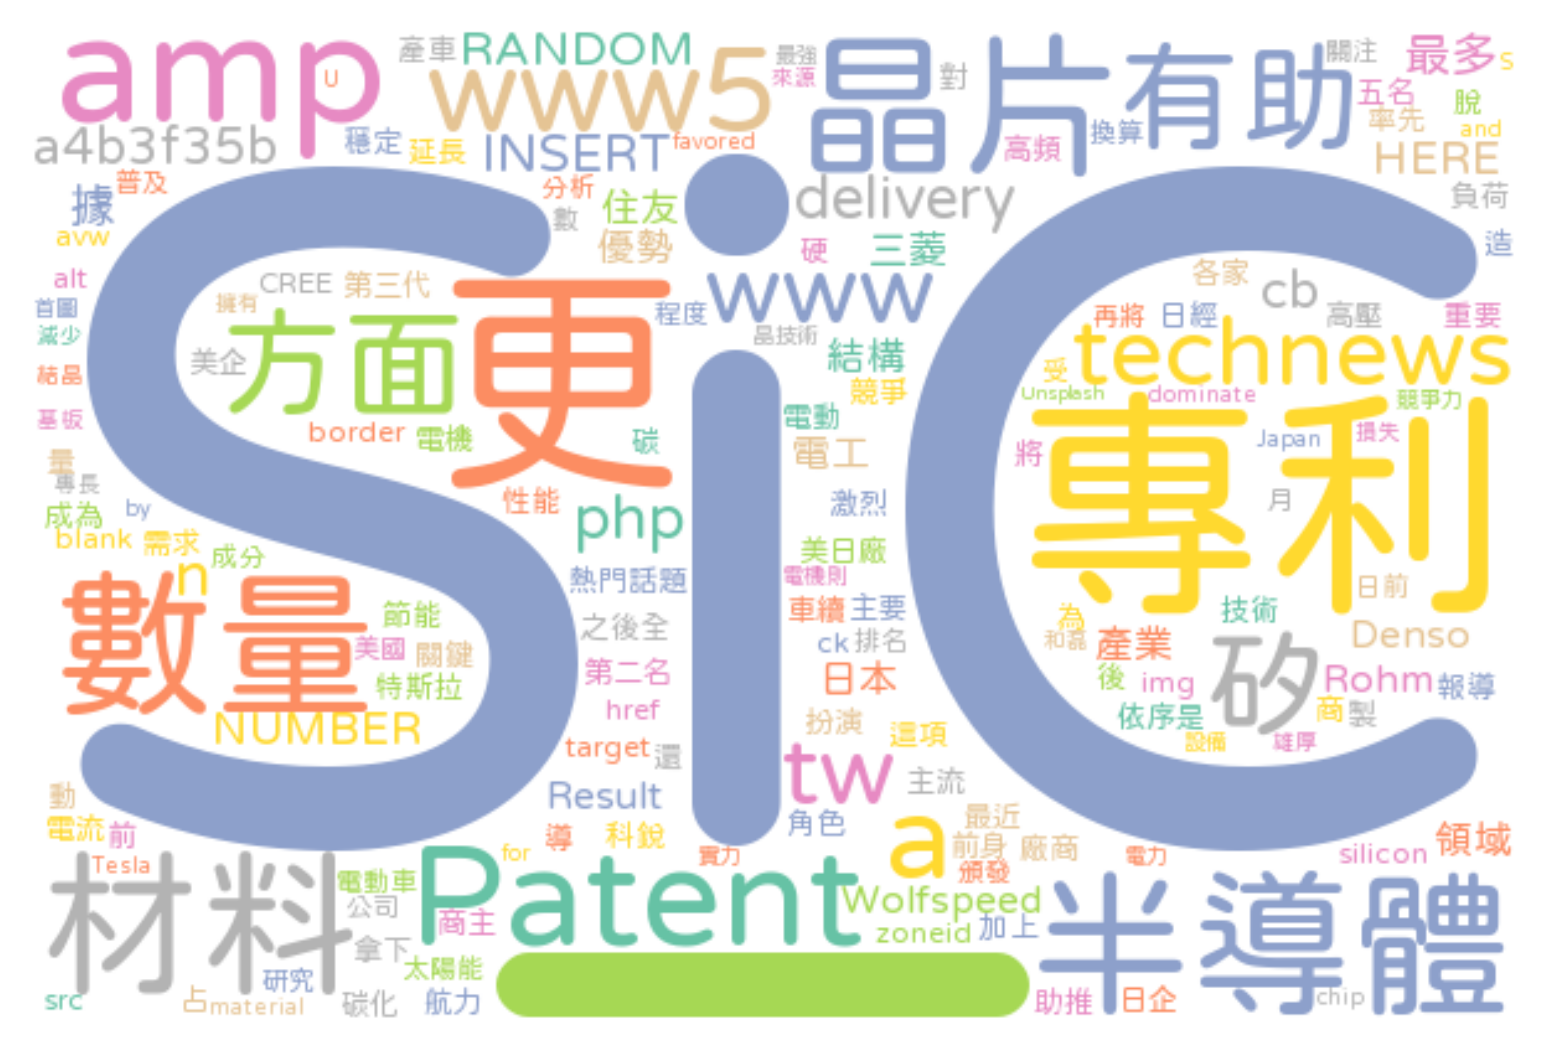 amp
U
產車
RANDOM
www5
最強
來源
晶片
對
有助
關注
最多
S
五名
脫
率先
and
a4b3f35b
穩定
延長
INSERT
favored
高頻
換算
HERE
據
普及
分析
數
住友
delivery
負荷
avw
優勢
硬
三菱
造
alt
CREE
第三代
SiC
www
各家
cb
首圖
擁有
程度
再將
日經
高壓
重要
減少
美企
方面
更
晶技術
結構
受
technews
結晶
競爭
Unsplash
dominate
競爭力
基板
border
電機
碳
電動
專利
Japan
損失
量
專長
電工
將
成為
by
性能
php
激烈
月
blank
需求
成分
美日廠
n
熱門話題
電機則
日前
數量
節能
車續
主要
為
技術
美國
關鍵
之後全
ck
排名
和磊
產業
矽
Denso
特斯拉
第二名
日本
後
img
Rohm
報導
NUMBER
href
扮演
這項
依序是
商
製
target
還
tw
設備
雄厚
動
Result
主流
電流
前
導
科銳
角色
a
最近
前身
廠商
領域
Tesla
for
實力
頒發
電力
silicon
材料
電動車
Patent
公司
商主
Wolfspeed
半導體
拿下
zoneid
加上
研究
太陽能
src
占
material
碳化
航力
助推
日企
chip